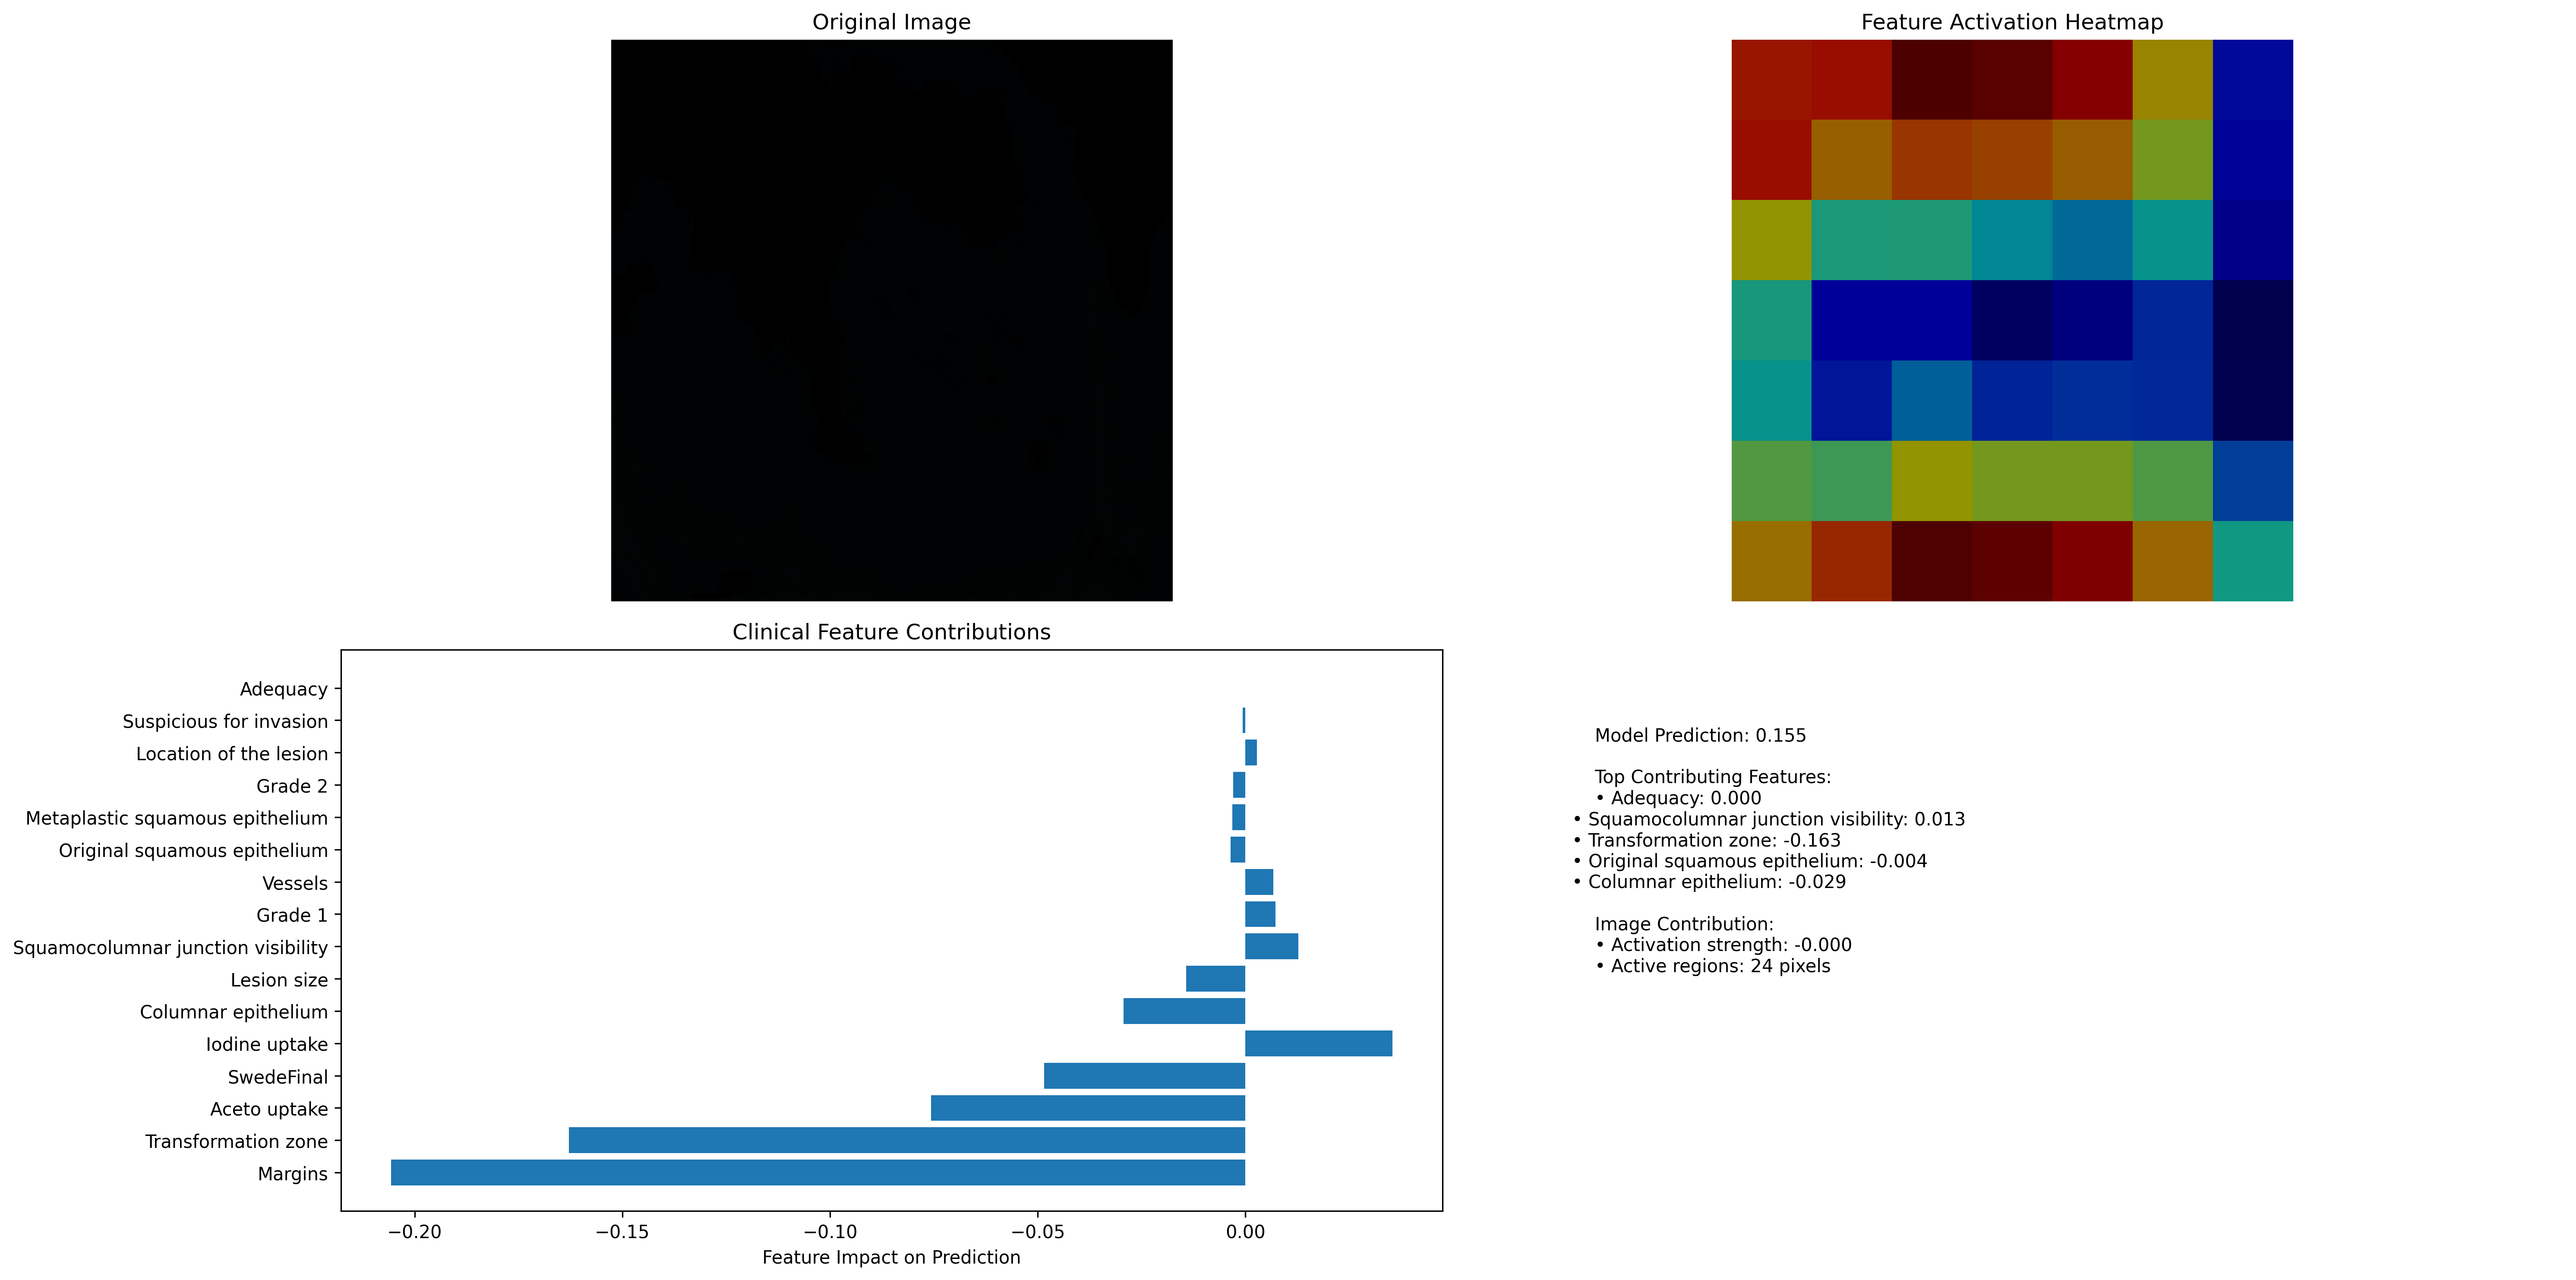 Original Image
Feature Activation Heatmap
Clinical Feature Contributions
Adequacy
Suspicious for invasion
Location of the lesion
Grade 2
Metaplastic squamous epithelium
Original squamous epithelium
Vessels
Grade 1
Squamocolumnar junction visibility
Lesion size
Columnar epithelium
Iodine uptake
SwedeFinal
Aceto uptake
Transformation zone
Margins
−0.20 −0.15 −0.10 −0.05 0.00
Feature Impact on Prediction
Model Prediction: 0.155
Top Contributing Features:
• Adequacy: 0.000
• Squamocolumnar junction visibility: 0.013
• Transformation zone: -0.163
• Original squamous epithelium: -0.004
• Columnar epithelium: -0.029
Image Contribution:
• Activation strength: -0.000
• Active regions: 24 pixels